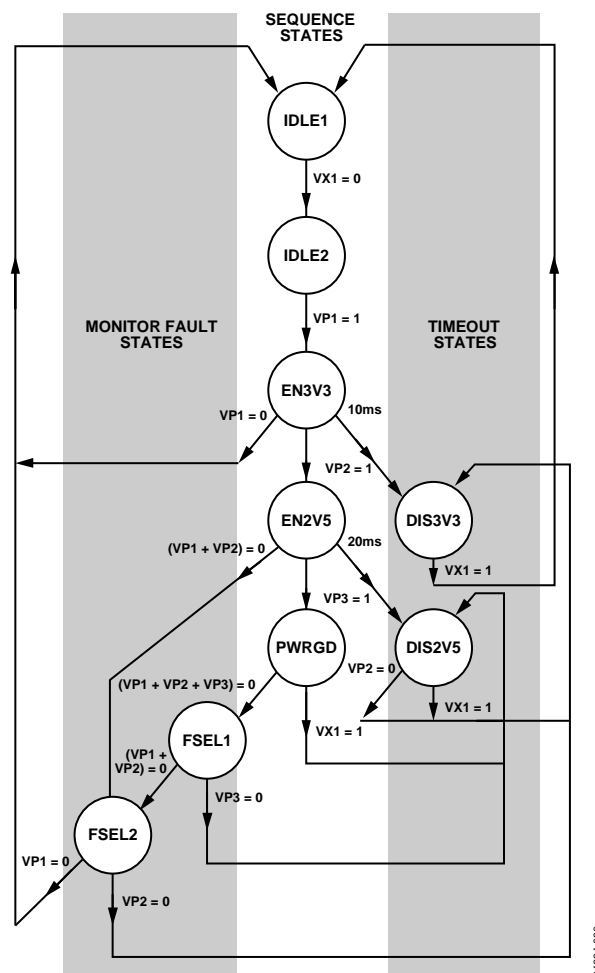 SEQUENCE
STATES
IDLE1
VX1 = 0
IDLE2
MONITOR FAULT
STATES
VP1 = 1
TIMEOUT
STATES
EN3V3
VP1 = 0
10ms
VP2 = 1
EN2V5
DIS3V3
(VP1 + VP2) = 0
20ms
VX1 = 1
VP3 = 1
PWRGD
DIS2V5
VP2 = 0
(VP1 + VP2 + VP3) = 0
VX1 = 1
FSEL1
VX1 = 1
(VP1 +
VP2) = 0
VP3 = 0
FSEL2
VP1 = 0
VP2 = 0